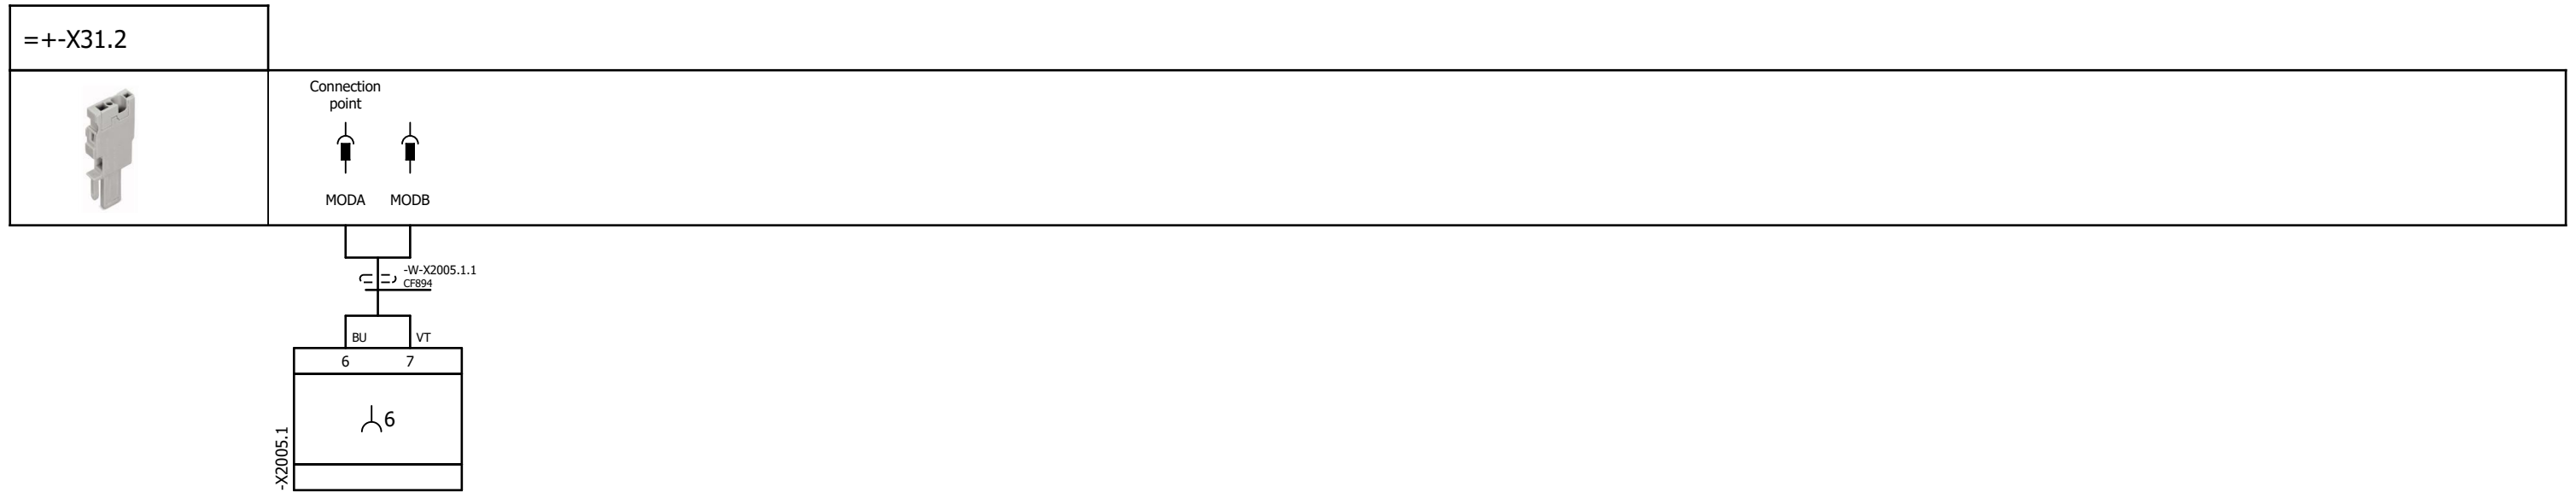 =+-X31.2
Connection
point
MODA MODB
-W-X2005.1.1
CF894
BU VT
6 7
6
-X2005.1